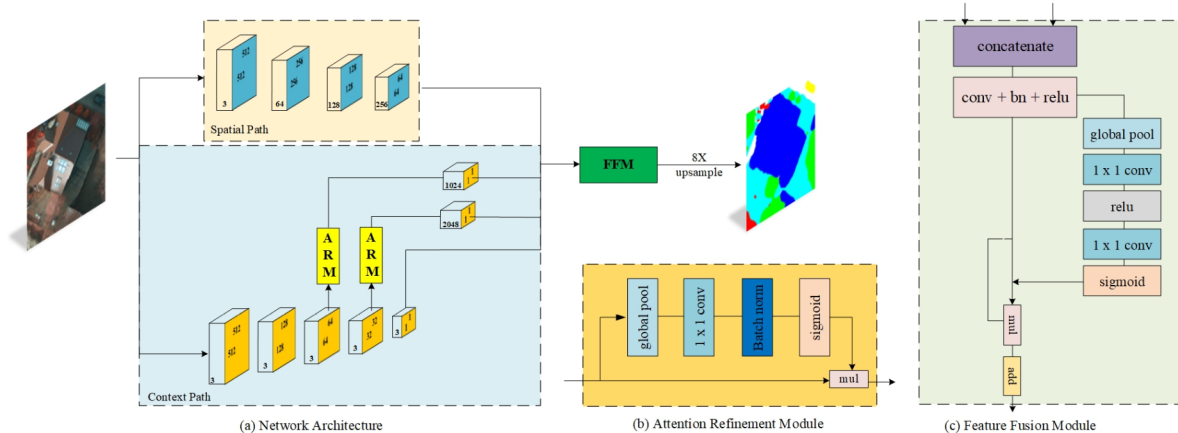 512
512
3
256
256
64
128
128
128
64
64
256
Spatial Path
1
1
1024
1
1
2048
A
R
M
A
R
M
512
512
3
128
128
3
64
64
3
32
32
3
1
1
3
Context Path
(a) Network Architecture
FFM
8X
upsample
global pool
1 x 1 conv
Batch norm
sigmoid
mul
(b) Attention Refinement Module
concatenate
conv + bn + relu
global pool
1 x 1 conv
relu
1 x 1 conv
sigmoid
mul
add
(c) Feature Fusion Module